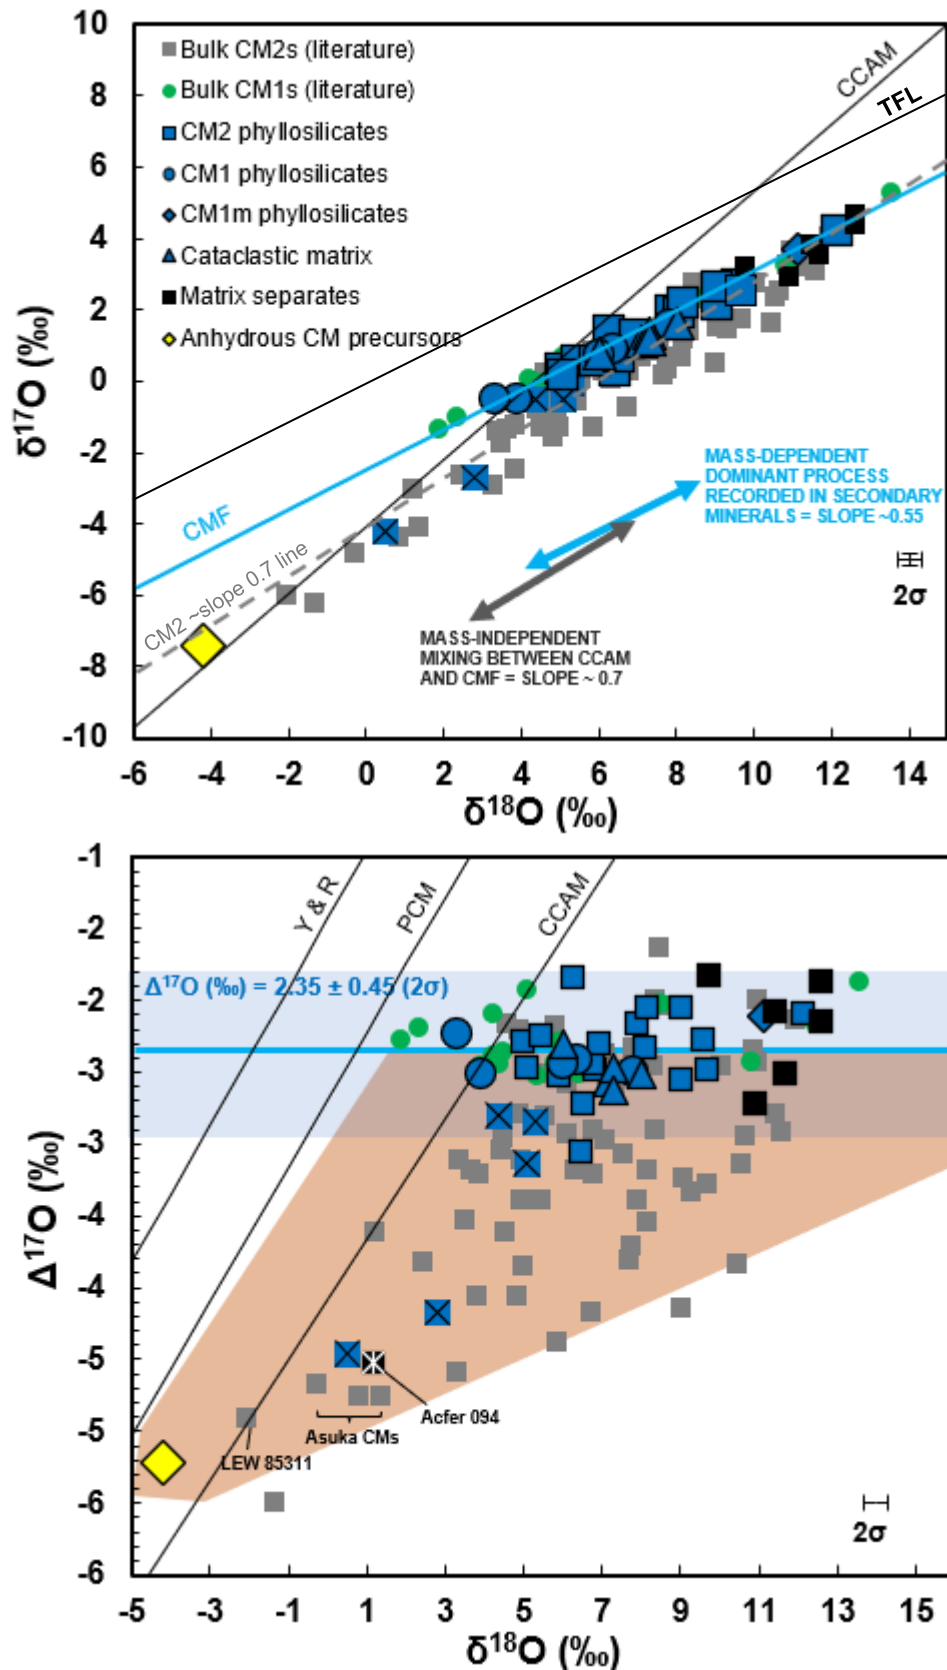 10
8
6
4
2
0
-2
-4
-6
-8
-10
δ¹⁷O (‰)
Bulk CM2s (literature)
Bulk CM1s (literature)
CM2 phyllosilicates
CM1 phyllosilicates
CM1m phyllosilicates
Cataclastic matrix
Matrix separates
Anhydrous CM precursors
CCAM
TFL
CMF
CM2 ~slope 0.7 line
MASS-DEPENDENT
DOMINANT PROCESS
RECORDED IN SECONDARY
MINERALS = SLOPE ~0.55
2σ
MASS-INDEPENDENT
MIXING BETWEEN CCAM
AND CMF = SLOPE ~ 0.7
-6 -4 -2 0 2 4 6 8 10 12 14
δ¹⁸O (‰)
-1
-2
-2
-3
-3
-4
-4
-5
-5
-6
-6
Δ¹⁷O (‰)
Y & R
PCM
CCAM
Δ¹⁷O (‰) = 2.35 ± 0.45 (2σ)
Acfer 094
Asuka CMs
LEW 85311
2σ
-5 -3 -1 1 3 5 7 9 11 13 15
δ¹⁸O (‰)